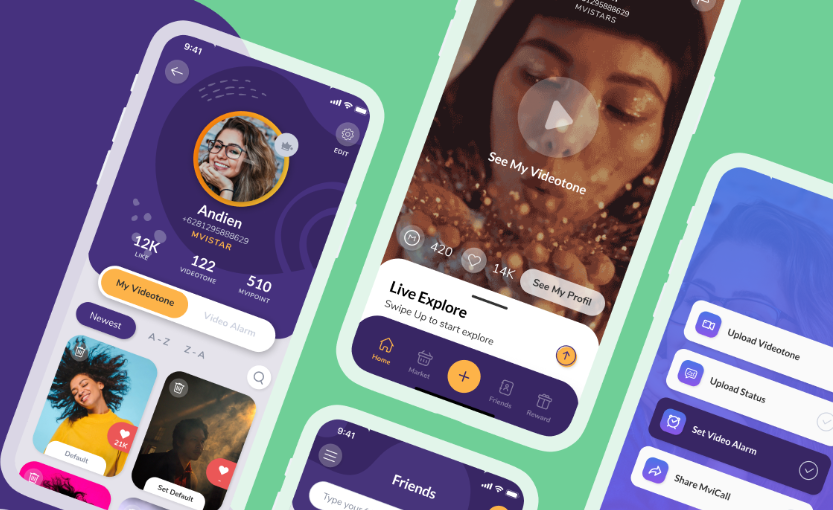 9:41
EDIT
Andien
+6281295888629
MVISTAR
12K
LIKE
122
VIDEOTONE
510
MVIPOINT
My Videotone
Video Alarm
Newest
A - Z
Z - A
21K
Default
Set Default
+6281295888629
MVISTARS
See My Videotone
420
14K
See My Profil
Live Explore
Swipe Up to start explore
Home
Market
Friends
Reward
9:41
Friends
Type your
Upload Videotone
Upload Status
Set Video Alarm
Share MviCall